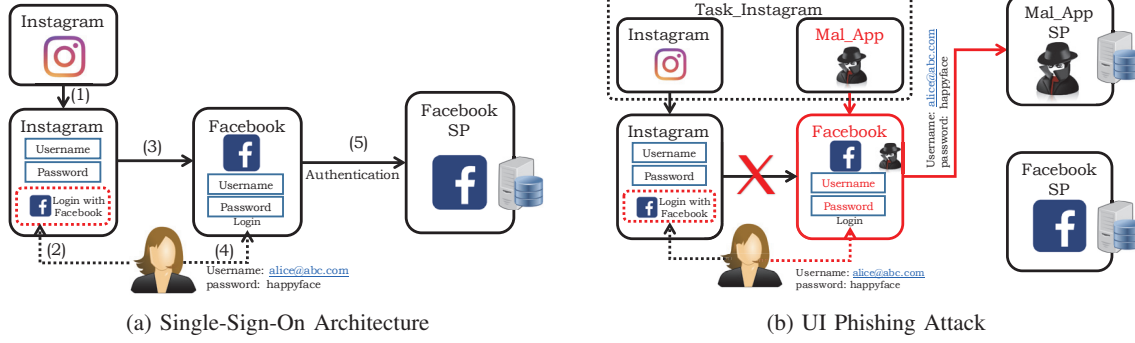 Instagram
(1)
Instagram
Username
Password
Login with
Facebook
(2)
(3)
Facebook
Username
Password
Login
(4)
Username: alice@abc.com
password: happyface
(5)
Authentication
Facebook
SP
(a) Single-Sign-On Architecture
Task_Instagram
Instagram
Mal_App
Instagram
Username
Password
Login with
Facebook
X
Facebook
Username
Password
Login
Username: alice@abc.com
password: happyface
Username: alice@abc.com
password: happyface
Mal_App
SP
Facebook
SP
(b) UI Phishing Attack